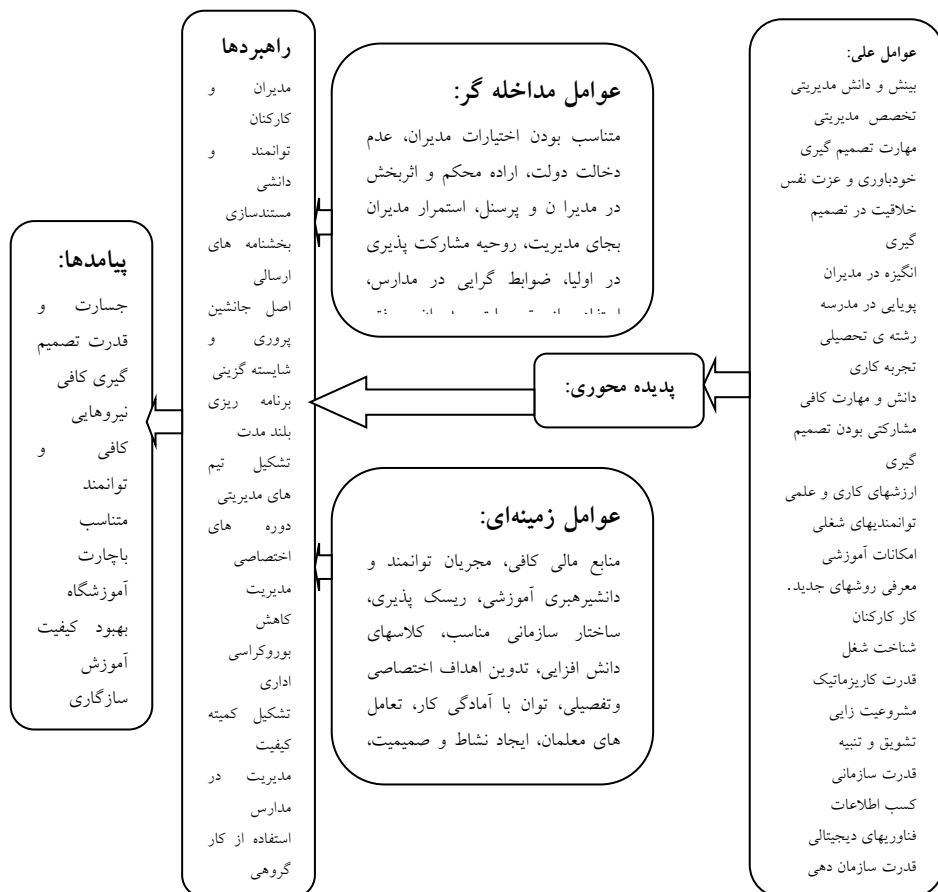 عوامل علی:
بینش و دانش مدیریتی
تخصص مدیریتی
مهارت تصمیم گیری
خودباوری و عزت نفس
خلاقیت در تصمیم
گیری
انگیزه در مدیران
پویایی در مدرسه
رشته ی تحصیلی
تجربه کاری
دانش و مهارت کافی
مشارکتی بودن تصمیم
گیری
ارزشهای کاری و علمی
توانمندیهای شغلی
امکانات آموزشی
معرفی روشهای جدید.
کار کارکنان
شناخت شغل
قدرت کاریزماتیک
مشروعیت زایی
تشویق و تنبیه
قدرت سازمانی
کسب اطلاعات
فناوریهای دیجیتالی
قدرت سازمان دهی
پدیده محوری:
عوامل مداخله گر:
متناسب بودن اختیارات مدیران، عدم
دخالت دولت، اراده محکم و اثربخش
در مدیرا ن و پرسنل، استمرار مدیران
بجای مدیریت، روحیه مشارکت پذیری
در اولیا، ضوابط گرایی در مدارس،
عوامل زمینه‌ای:
منابع مالی کافی، مجریان توانمند و
دانشیرهبری آموزشی، ریسک پذیری،
ساختار سازمانی مناسب، کلاسهای
دانش افزایی، تدوین اهداف اختصاصی
وتفصیلی، توان با آمادگی کار، تعامل
های معلمان، ایجاد نشاط و صمیمیت،
راهبردها
مدیران و
کارکنان
توانمند و
دانشی
مستندسازی
بخشنامه های
ارسالی
اصل جانشین
پروری و
شایسته گزینی
برنامه ریزی
بلند مدت
تشکیل تیم
های مدیریتی
دوره های
اختصاصی
مدیریت
کاهش
بوروکراسی
اداری
تشکیل کمیته
کیفیت
مدیریت در
مدارس
استفاده از کار
گروهی
پیامدها:
جسارت و
قدرت تصمیم
گیری کافی
نیروهایی
کافی و
توانمند
متناسب
باچارت
آموزشگاه
بهبود کیفیت
آموزش
سازگاری